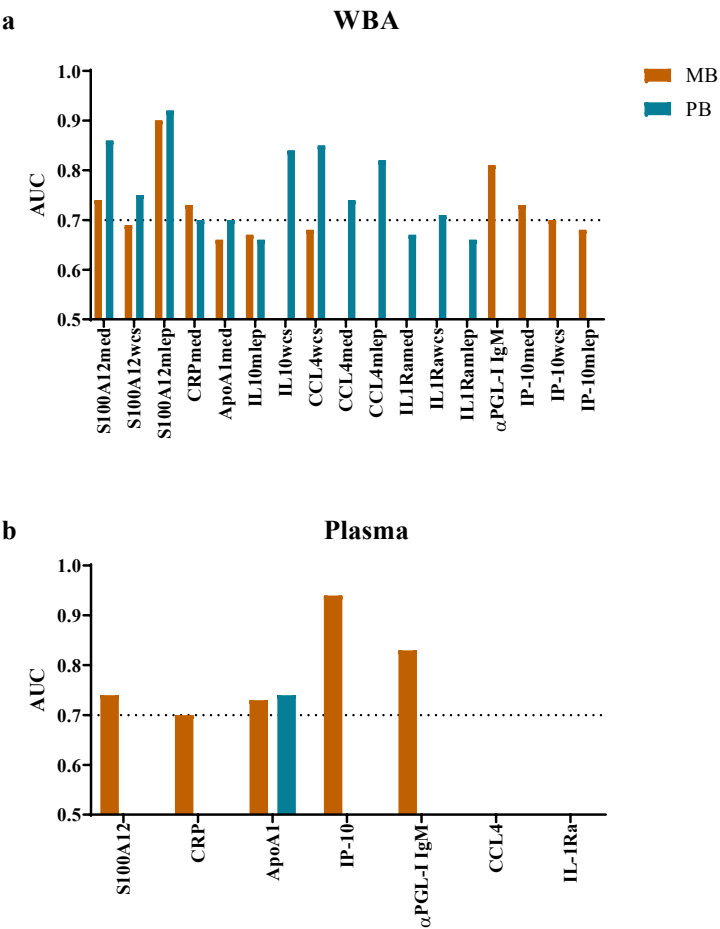 a
WBA
MB
PB
AUC
1.0
0.9
0.8
0.7
0.6
0.5
S100A12med
S100A12wcs
S100A12mlep
CRPmed
ApoA1med
IL10mlep
IL10wcs
CCL4wcs
CCL4med
CCL4mlep
IL1Ramed
IL1Rawcs
IL1Ramlep
αPGL-I IgM
IP-10med
IP-10wcs
IP-10mlep
b
Plasma
AUC
1.0
0.9
0.8
0.7
0.6
0.5
S100A12
CRP
ApoA1
IP-10
αPGL-I IgM
CCL4
IL-1Ra